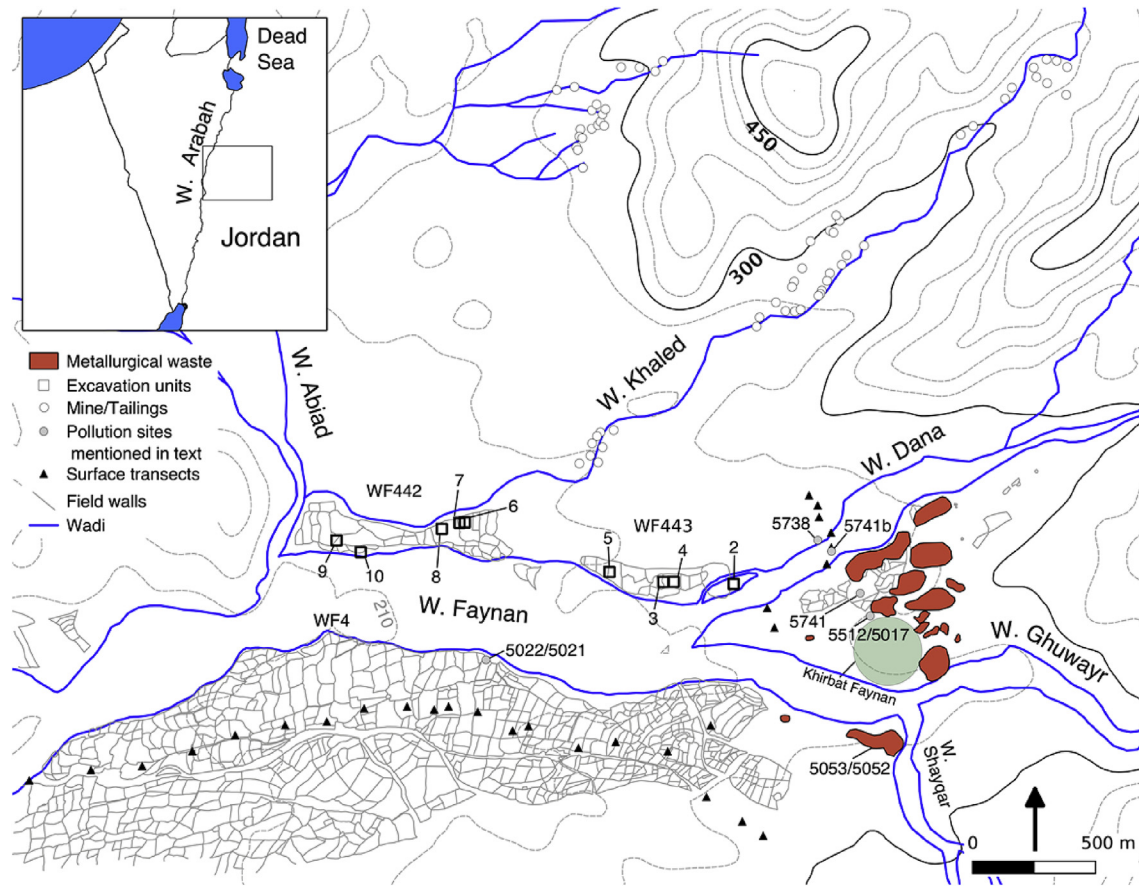 Dead
Sea
W. Arabah
Jordan
450
300
Metallurgical waste
Excavation units
Mine/Tailings
Pollution sites
mentioned in text
Surface transects
Field walls
Wadi
W. Abiad
W. Khaled
W. Dana
WF442
7
6
8
9
10
WF443
5
4
2
3
5738
5741b
5741
5512/5017
W. Faynan
210
WF4
5022/5021
Khirbat Faynan
W. Ghuwayr
5053/5052
W.
Shayqar
0
500 m